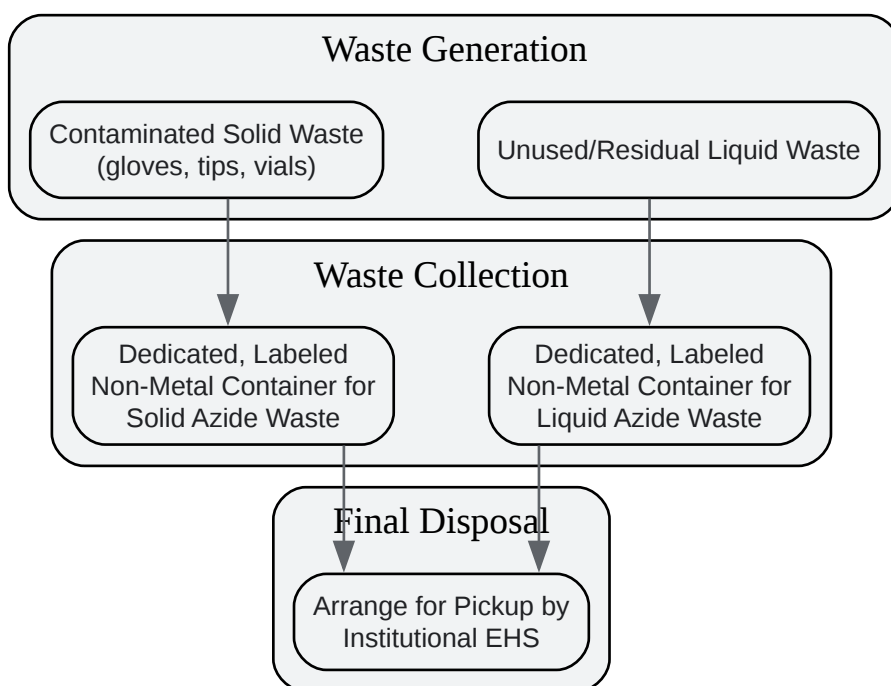 Waste Generation
Contaminated Solid Waste
(gloves, tips, vials)
Unused/Residual Liquid Waste
Waste Collection
Dedicated, Labeled
Non-Metal Container for
Solid Azide Waste
Dedicated, Labeled
Non-Metal Container for
Liquid Azide Waste
Final Disposal
Arrange for Pickup by
Institutional EHS